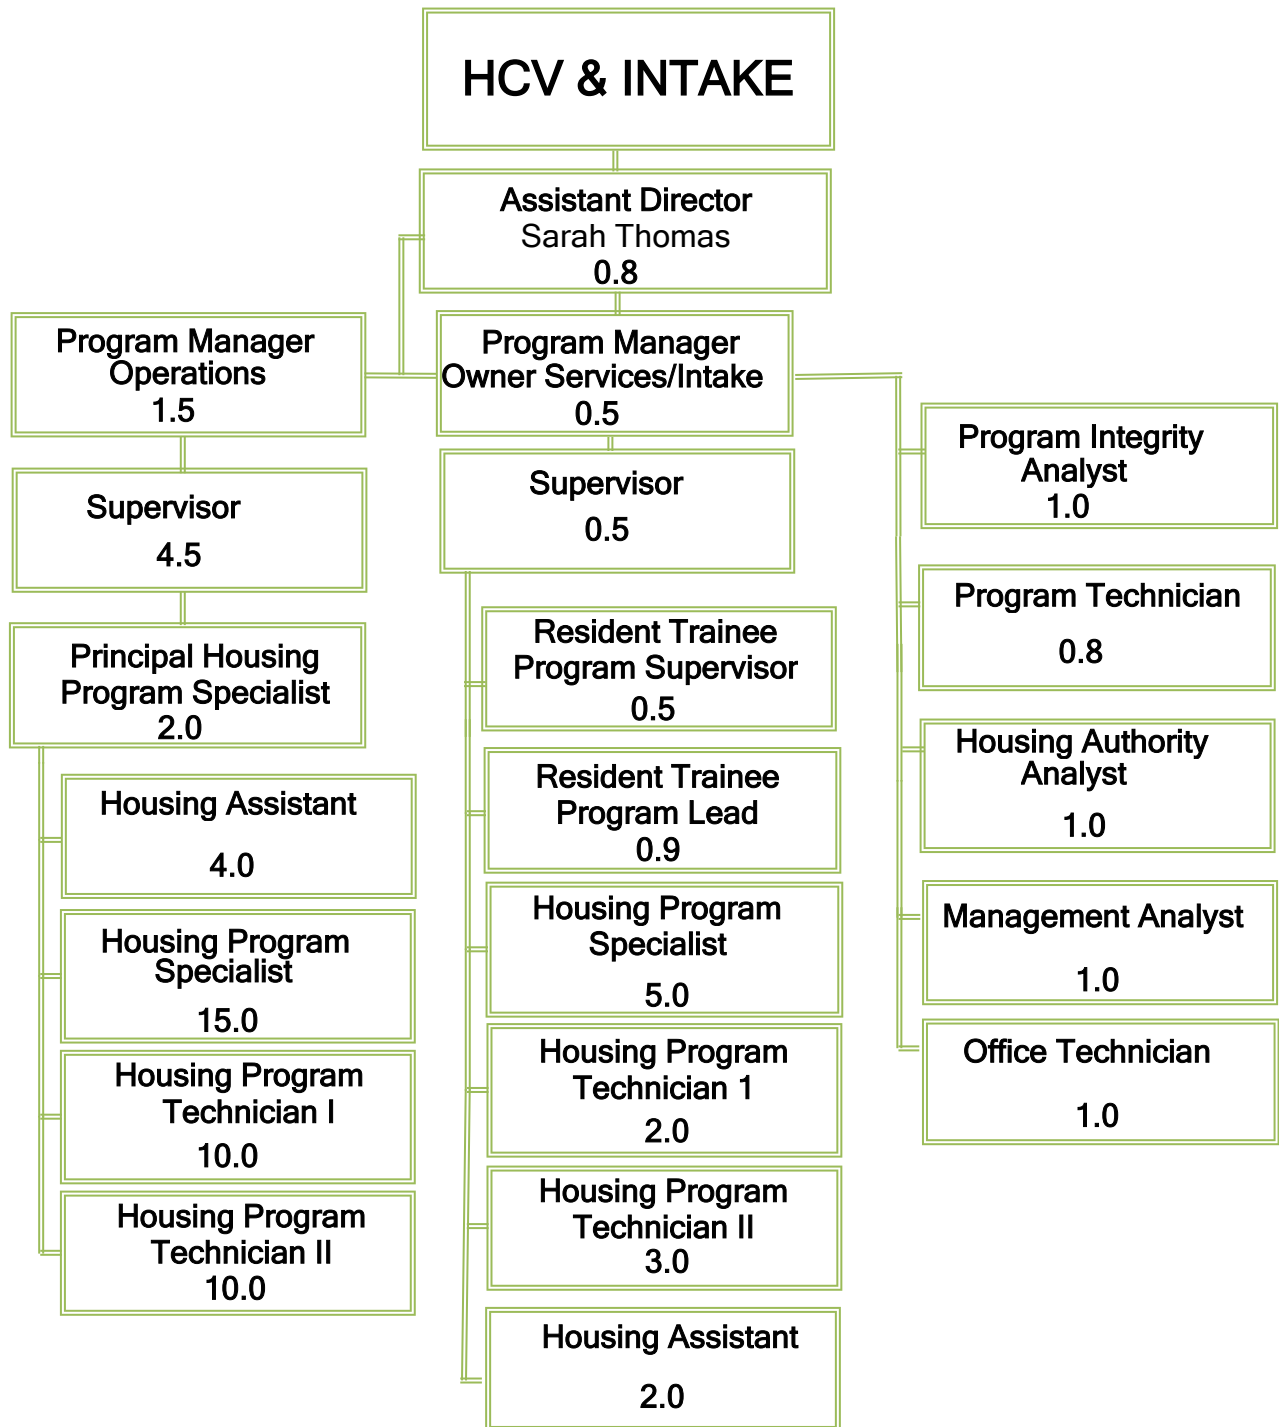 HCV & INTAKE
Assistant Director
Sarah Thomas
0.8
Program Manager
Operations
1.5
Supervisor
4.5
Principal Housing
Program Specialist
2.0
Housing Assistant
4.0
Housing Program
Specialist
15.0
Housing Program
Technician I
10.0
Housing Program
Technician II
10.0
Program Manager
Owner Services/Intake
0.5
Supervisor
0.5
Resident Trainee
Program Supervisor
0.5
Resident Trainee
Program Lead
0.9
Housing Program
Specialist
5.0
Housing Program
Technician 1
2.0
Housing Program
Technician II
3.0
Housing Assistant
2.0
Program Integrity
Analyst
1.0
Program Technician
0.8
Housing Authority
Analyst
1.0
Management Analyst
1.0
Office Technician
1.0